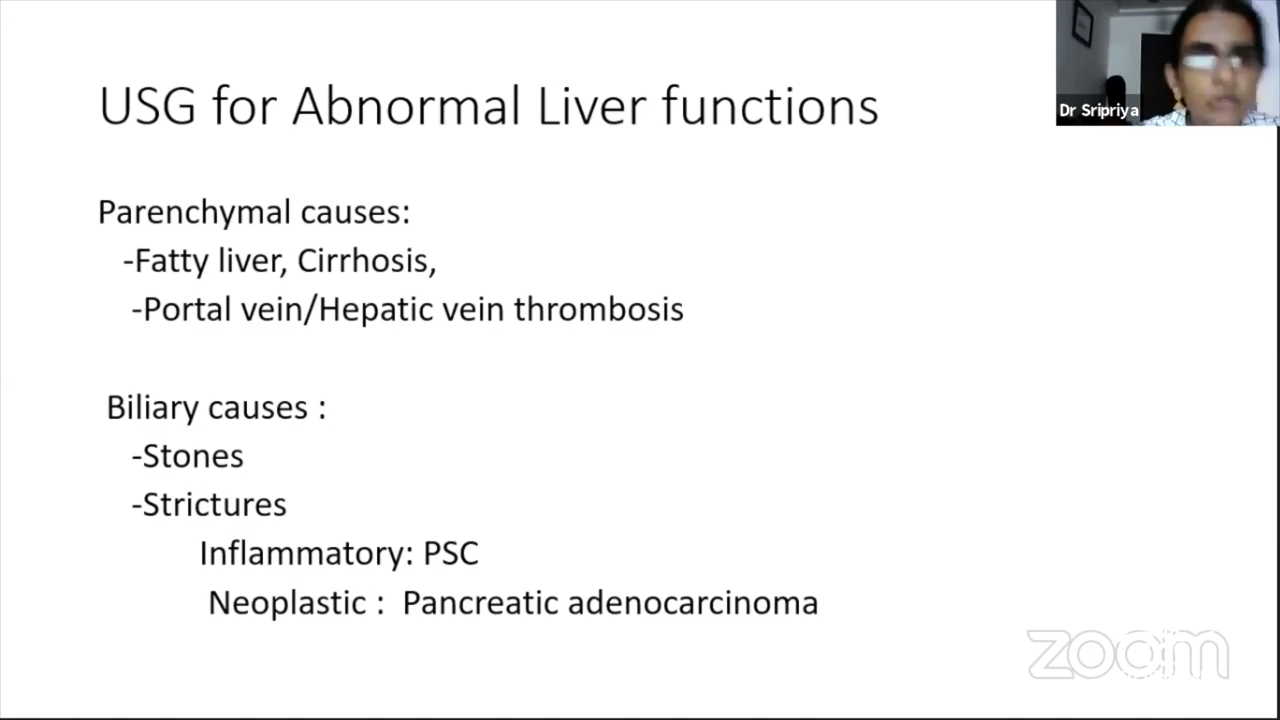 USG for Abnormal Liver functions
Dr Sripriya
Parenchymal causes:
-Fatty liver, Cirrhosis,
-Portal vein/Hepatic vein thrombosis
Biliary causes :
-Stones
-Strictures
Inflammatory: PSC
Neoplastic :  Pancreatic adenocarcinoma
zoom